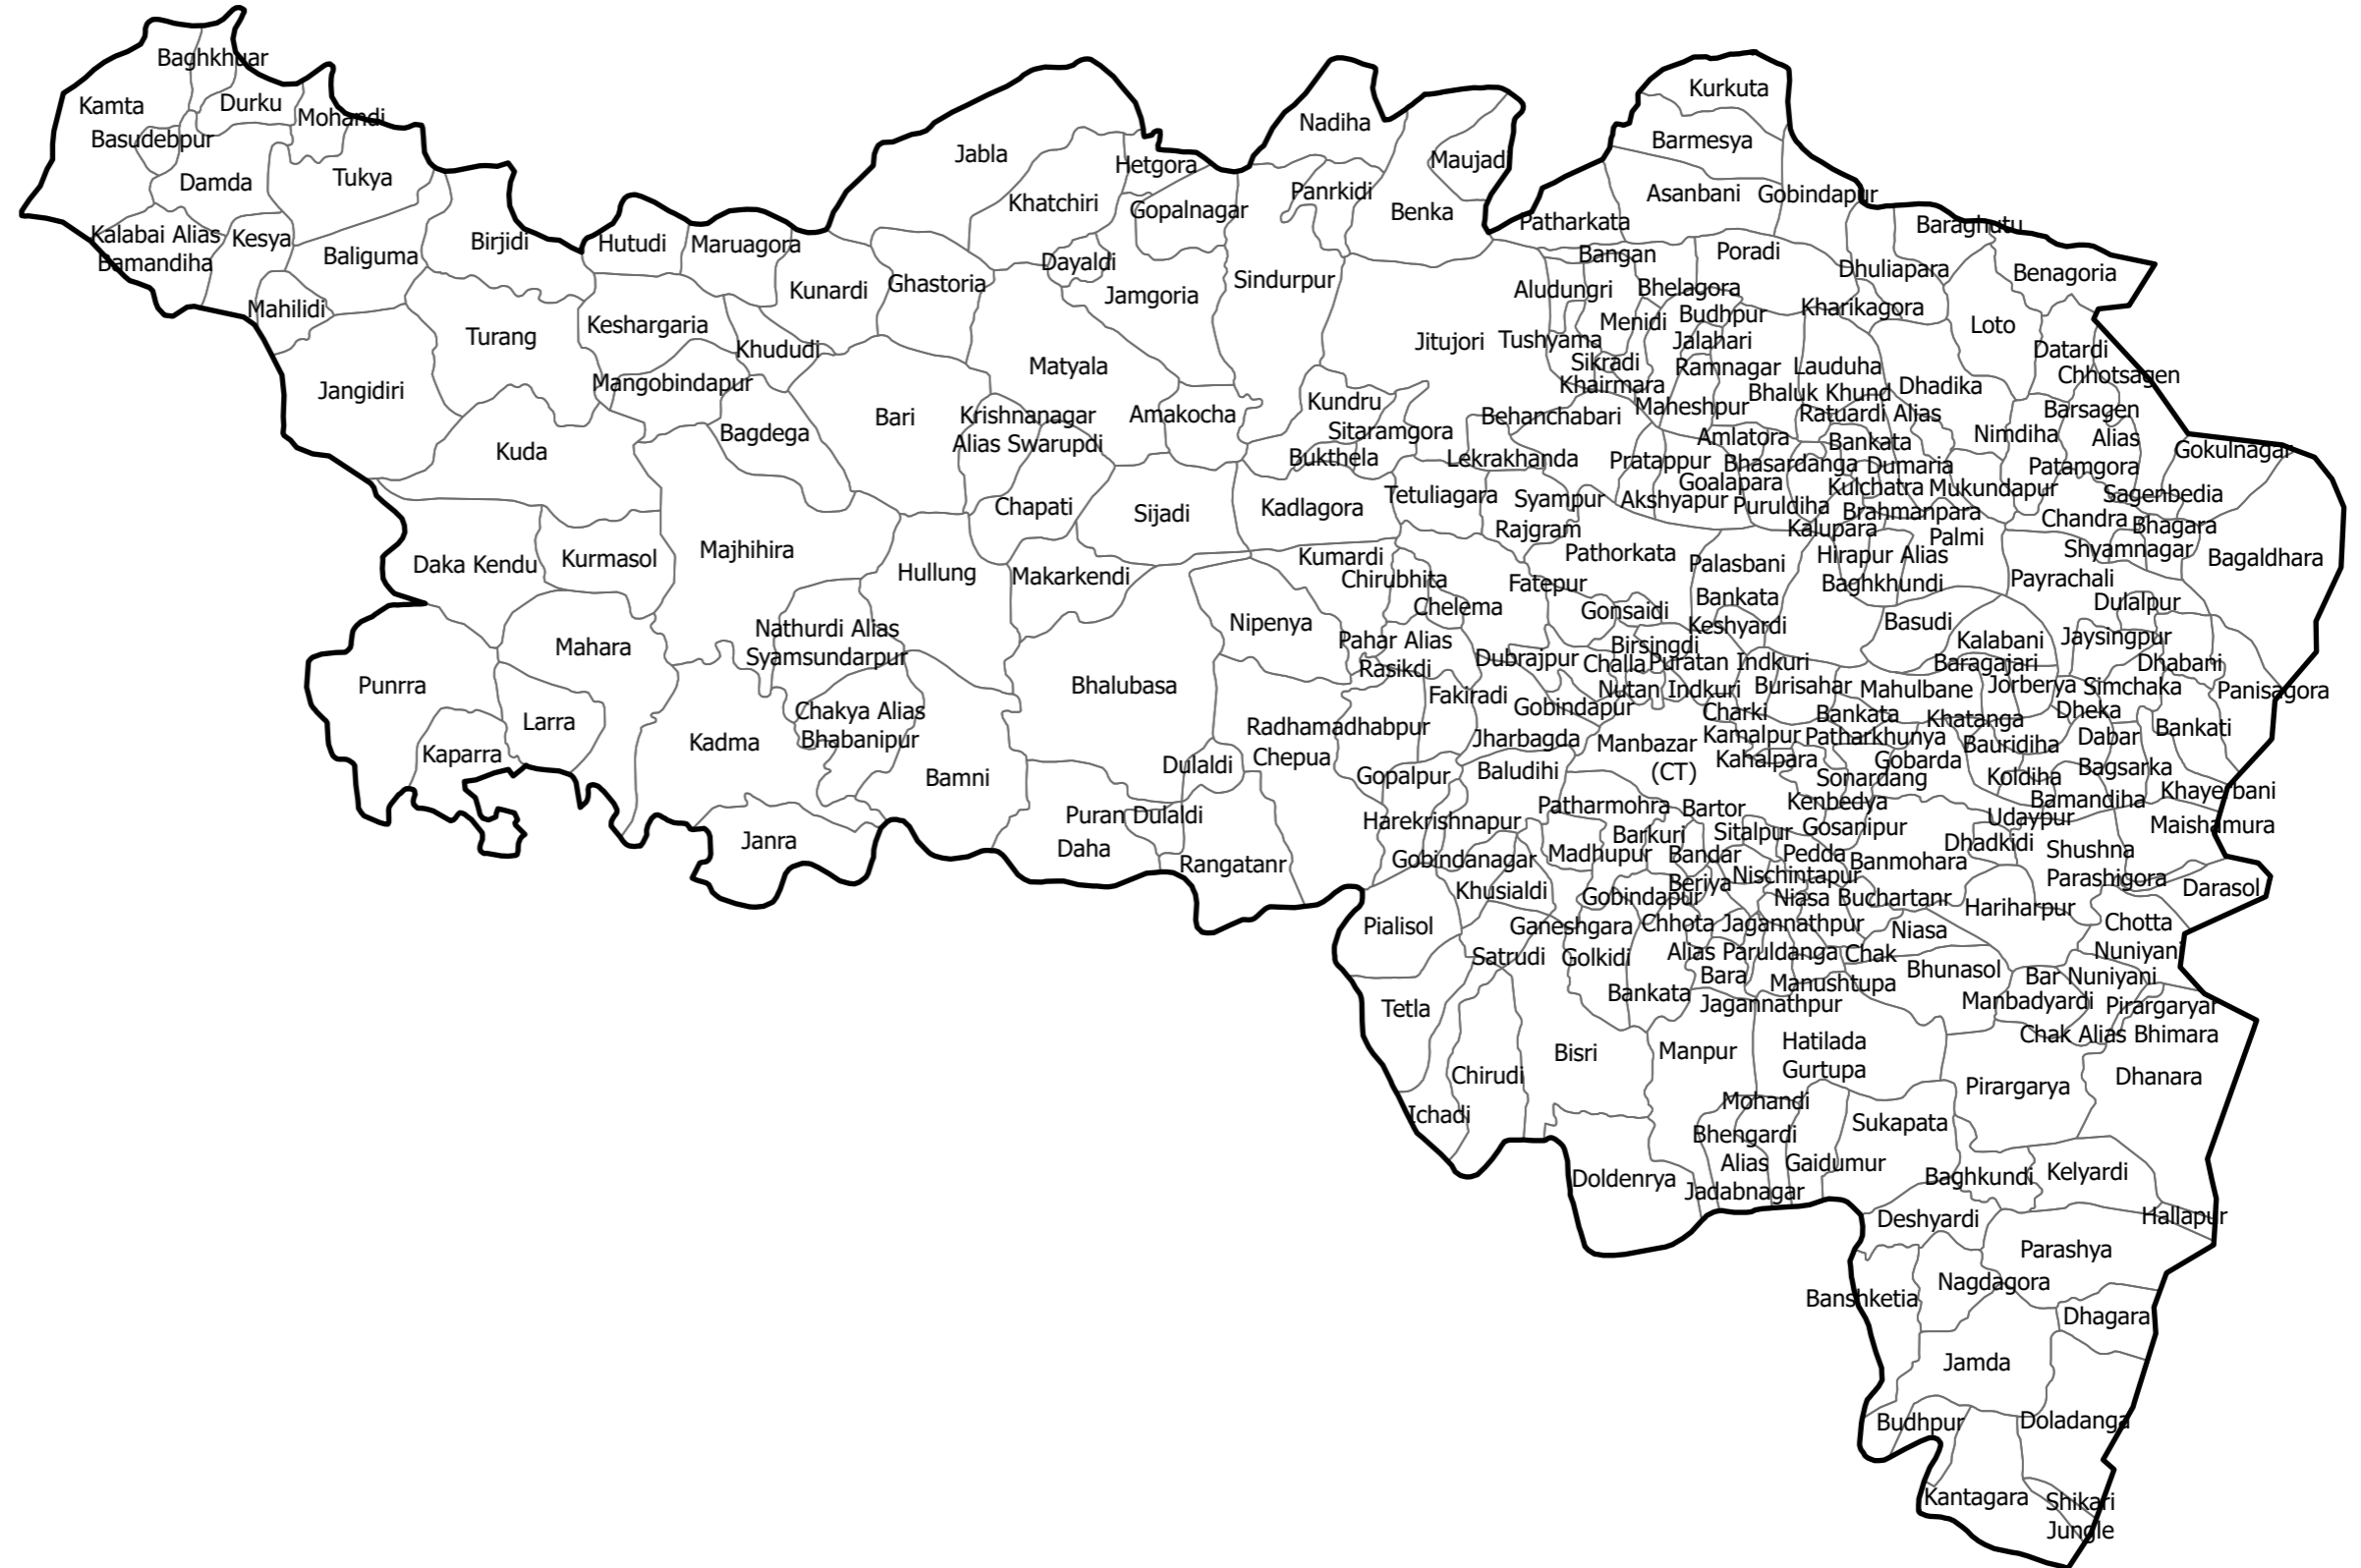 Baghkhuar
Kamta
Durku
Mohandi
Basudebpur
Damda
Tukya
Kalabai Alias
Bamandiha
Kesya
Baliguma
Mahilidi
Birjidi
Hutudi
Maruagora
Kunardi
Ghastoria
Jabla
Khatchiri
Hetgora
Gopalnagar
Dayaldi
Jamgoria
Nadiha
Panrkidi
Benka
Maujadi
Sindurpur
Kurkuta
Barmesya
Asanbani
Gobindapur
Patharkata
Bangan
Poradi
Baraghutu
Dhuliapara
Benagoria
Aludungri
Bhelagora
Menidi
Budhpur
Kharikagora
Loto
Jitujori
Tushyama
Jalahari
Sikradi
Ramnagar
Lauduha
Datardi
Chhotsagen
Khairmara
Bhaluk Khund
Dhadika
Jangidiri
Turang
Keshargaria
Khududi
Mangobindapur
Matyala
Bari
Krishnanagar
Alias Swarupdi
Amakocha
Kundru
Sitaramgora
Bukthela
Behanchabari
Maheshpur
Ratuardi Alias
Bankata
Barsagen
Alias
Patamgora
Amlatora
Nimdiha
Gokulnagar
Kuda
Bagdega
Lekrakhanda
Pratappur
Bhasardanga
Dumaria
Goalapara
Kulchatra
Mukundapur
Sagenbedia
Chapati
Sijadi
Kadlagora
Tetuliagara
Syampur
Akshyapur
Puruldiha
Brahmanpara
Chandra
Bhagara
Rajgram
Kalupara
Palmi
Daka Kendu
Kurmasol
Majhihira
Hullung
Makarkendi
Kumardi
Chirubhita
Pathorkata
Palasbani
Hirapur Alias
Baghkhundi
Shyamnagar
Bagaldhara
Fatepur
Payrachali
Chelema
Gonsaidi
Bankata
Dulalpur
Mahara
Nathurdi Alias
Syamsundarpur
Nipenya
Pahar Alias
Rasikdi
Keshyardi
Basudi
Kalabani
Jaysingpur
Birsingdi
Dubrajpur
Challa
Puratan Indkuri
Baragajari
Dhabani
Punrra
Bhalubasa
Fakiradi
Nutan Indkuri
Burisahar
Mahulbane
Jorberya
Simchaka
Panisagora
Larra
Chakya Alias
Bhabanipur
Gobindapur
Charki
Bankata
Khatanga
Dheka
Bankati
Kaparra
Kadma
Radhamadhabpur
Jharbagda
Manbazar
(CT)
Kamalpur
Patharkhunya
Bauridiha
Dabar
Chepua
Dulaldi
Bamni
Gopalpur
Baludihi
Kahalpara
Gobarda
Sonardang
Koldiha
Bagsarka
Khayerbani
Puran Dulaldi
Patharmohra
Bartor
Kenbedya
Bamandiha
Harekrishnapur
Barkuri
Sitalpur
Gosanipur
Udaypur
Maishamura
Janra
Daha
Rangatanr
Gobindanagar
Madhupur
Bandar
Pedda
Banmohara
Dhadkidi
Shushna
Khusialdi
Beriya
Nischintapur
Parashigora
Darasol
Gobindapur
Niasa
Buchartanr
Hariharpur
Pialisol
Ganeshgara
Chhota Jagannathpur
Alias Paruldanga
Niasa
Chotta
Nuniyani
Satrudi
Golkidi
Chak
Manushtupa
Bhunasol
Bar Nuniyani
Bara
Jagannathpur
Bankata
Manbadyardi
Pirargaryar
Chak Alias Bhimara
Tetla
Bisri
Manpur
Hatilada
Gurtupa
Chirudi
Pirargarya
Dhanara
Ichadi
Mohandi
Sukapata
Bhengardi
Alias
Jadabnagar
Gaidumur
Doldenrya
Baghkundi
Kelyardi
Deshyardi
Hallapur
Parashya
Banshketia
Nagdagora
Dhagara
Jamda
Budhpur
Doladanga
Kantagara
Shikari
Jungle